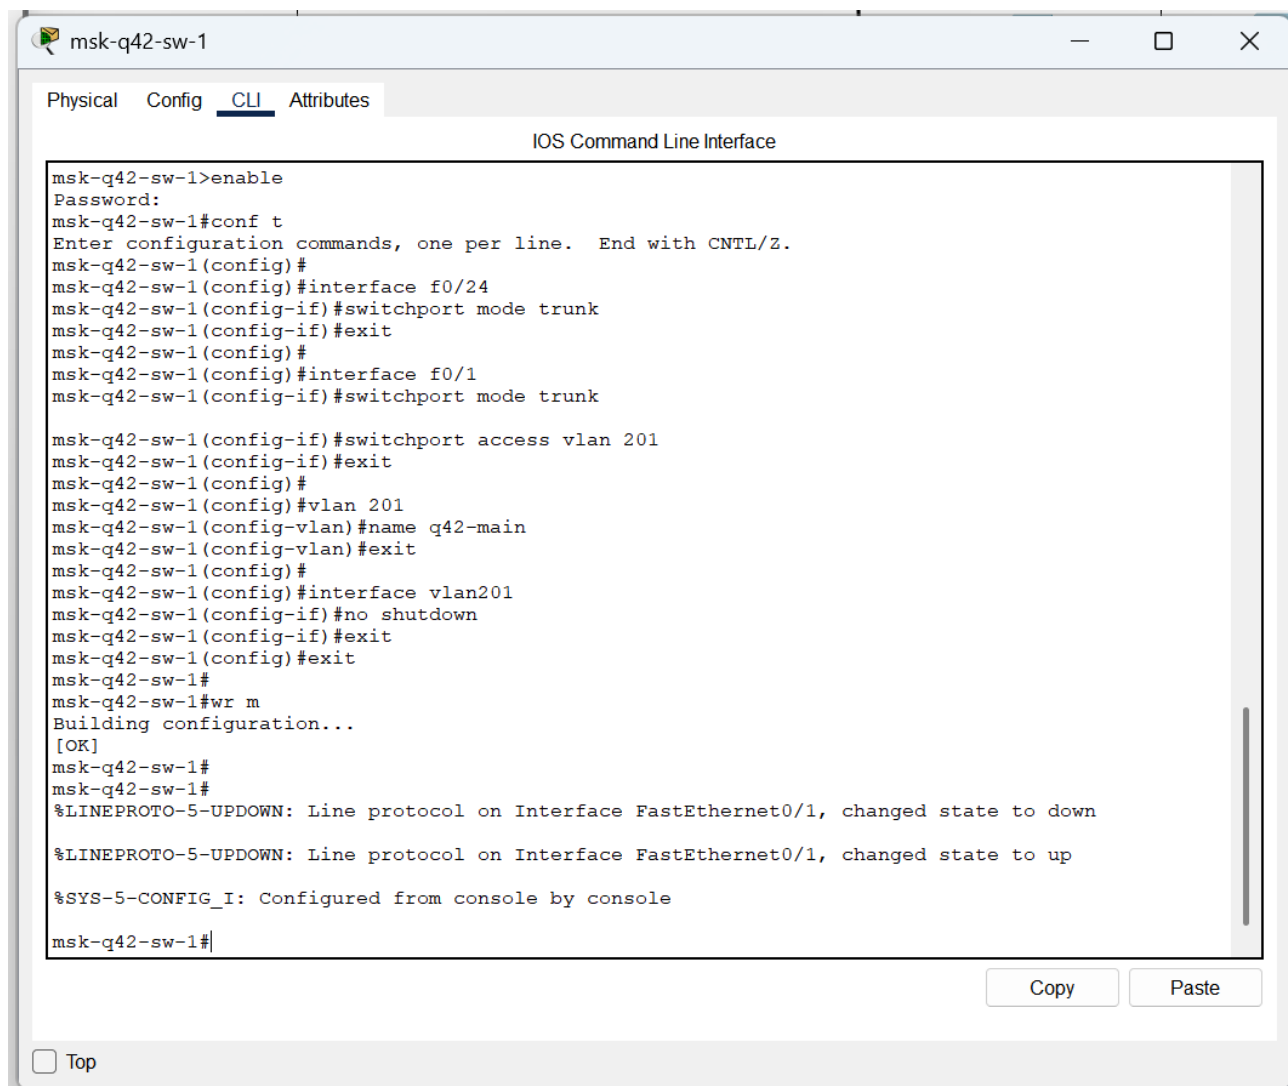 msk-q42-sw-1
Physical Config CLI Attributes
IOS Command Line Interface
msk-q42-sw-1>enable
Password:
msk-q42-sw-1#conf t
Enter configuration commands, one per line.  End with CNTL/Z.
msk-q42-sw-1(config)#
msk-q42-sw-1(config)#interface f0/24
msk-q42-sw-1(config-if)#switchport mode trunk
msk-q42-sw-1(config-if)#exit
msk-q42-sw-1(config)#
msk-q42-sw-1(config)#interface f0/1
msk-q42-sw-1(config-if)#switchport mode trunk
msk-q42-sw-1(config-if)#switchport access vlan 201
msk-q42-sw-1(config-if)#exit
msk-q42-sw-1(config)#
msk-q42-sw-1(config)#vlan 201
msk-q42-sw-1(config-vlan)#name q42-main
msk-q42-sw-1(config-vlan)#exit
msk-q42-sw-1(config)#
msk-q42-sw-1(config)#interface vlan201
msk-q42-sw-1(config-if)#no shutdown
msk-q42-sw-1(config-if)#exit
msk-q42-sw-1(config)#exit
msk-q42-sw-1#
msk-q42-sw-1#wr m
Building configuration...
[OK]
msk-q42-sw-1#
msk-q42-sw-1#
%LINEPROTO-5-UPDOWN: Line protocol on Interface FastEthernet0/1, changed state to down
%LINEPROTO-5-UPDOWN: Line protocol on Interface FastEthernet0/1, changed state to up
%SYS-5-CONFIG_I: Configured from console by console
msk-q42-sw-1#
Copy Paste
Top